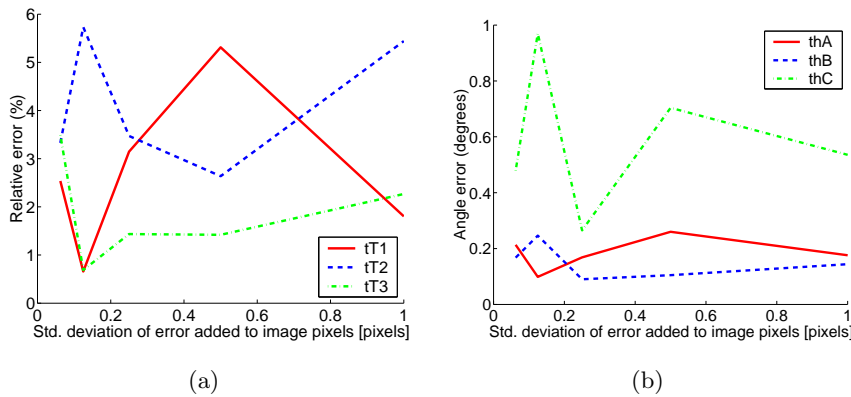 6
5
4
3
2
1
0
Relative error (%)
tT1
tT2
tT3
0 0.2 0.4 0.6 0.8 1
Std. deviation of error added to image pixels [pixels]
(a)
1
0.8
0.6
0.4
0.2
0
Angle error (degrees)
thA
thB
thC
0 0.2 0.4 0.6 0.8 1
Std. deviation of error added to image pixels [pixels]
(b)